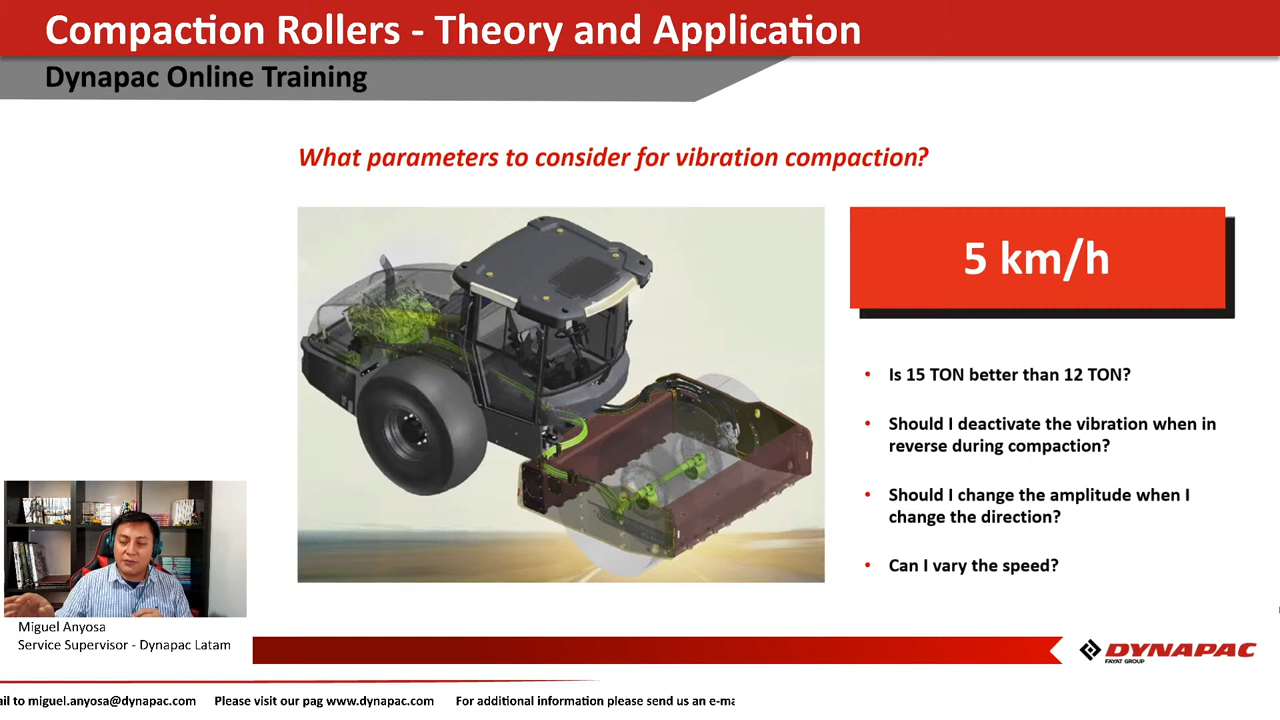 Compaction Rollers - Theory and Application
Dynapac Online Training
What parameters to consider for vibration compaction?
5 km/h
• Is 15 TON better than 12 TON?
• Should I deactivate the vibration when in
reverse during compaction?
• Should I change the amplitude when I
change the direction?
• Can I vary the speed?
Miguel Anyosa
Service Supervisor - Dynapac Latam
DYNAPAC
FAYAT GROUP
ail to miguel.anyosa@dynapac.com Please visit our pag www.dynapac.com For additional information please send us an e-ma